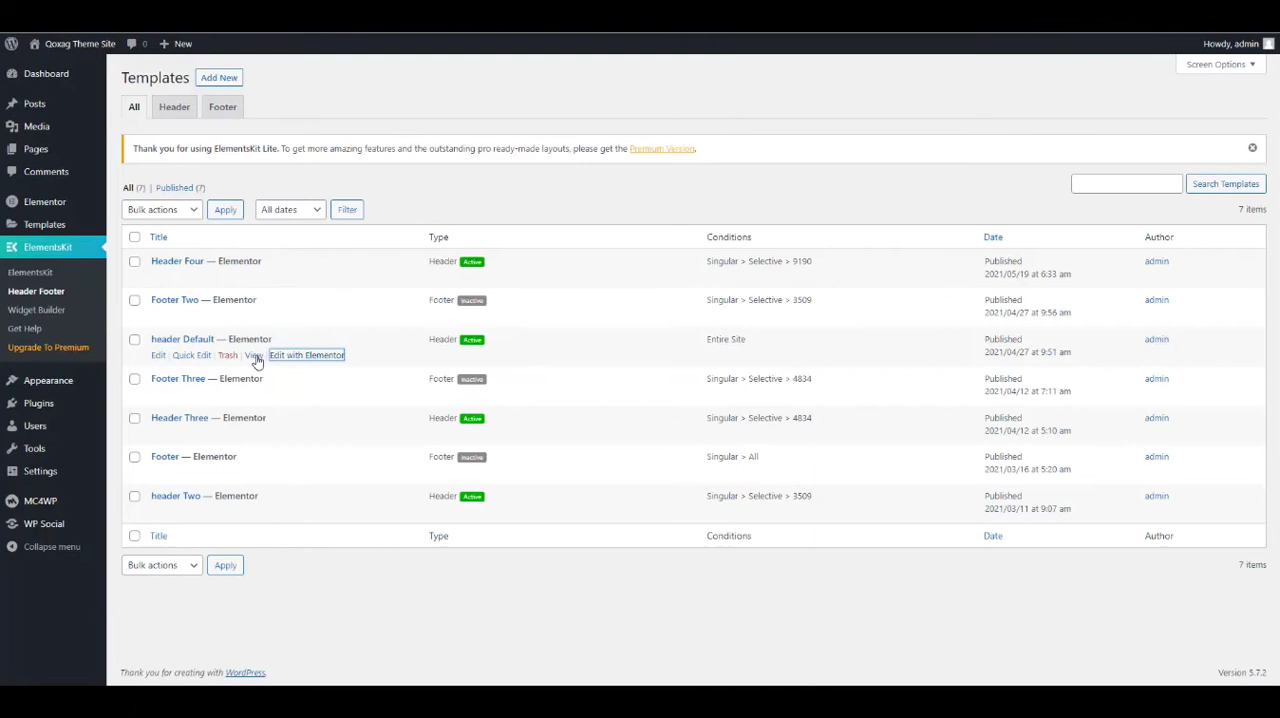 Qoxag Theme Site 0 New Howdy, admin
Dashboard
Posts
Media
Pages
Comments
Elementor
Templates
ElementsKit
ElementsKit
Header Footer
Widget Builder
Get Help
Upgrade To Premium
Appearance
Plugins
Users
Tools
Settings
MC4WP
WP Social
Collapse menu
Screen Options
Templates Add New
All Header Footer
Thank you for using ElementsKit Lite. To get more amazing features and the outstanding pro ready-made layouts, please get the Premium Version.
All (7) | Published (7)
Search Templates
Bulk actions Apply All dates Filter 7 items
Title Type Conditions Date Author
Header Four — Elementor Header Active Singular > Selective > 9190 Published admin
2021/05/19 at 6:33 am
Footer Two — Elementor Footer Inactive Singular > Selective > 3509 Published admin
2021/04/27 at 9:56 am
header Default — Elementor Header Active Entire Site Published admin
Edit | Quick Edit | Trash | View | Edit with Elementor 2021/04/27 at 9:51 am
Footer Three — Elementor Footer Inactive Singular > Selective > 4834 Published admin
2021/04/12 at 7:11 am
Header Three — Elementor Header Active Singular > Selective > 4834 Published admin
2021/04/12 at 5:10 am
Footer — Elementor Footer Inactive Singular > All Published admin
2021/03/16 at 5:20 am
header Two — Elementor Header Active Singular > Selective > 3509 Published admin
2021/03/11 at 9:07 am
Title Type Conditions Date Author
Bulk actions Apply 7 items
Thank you for creating with WordPress. Version 5.7.2